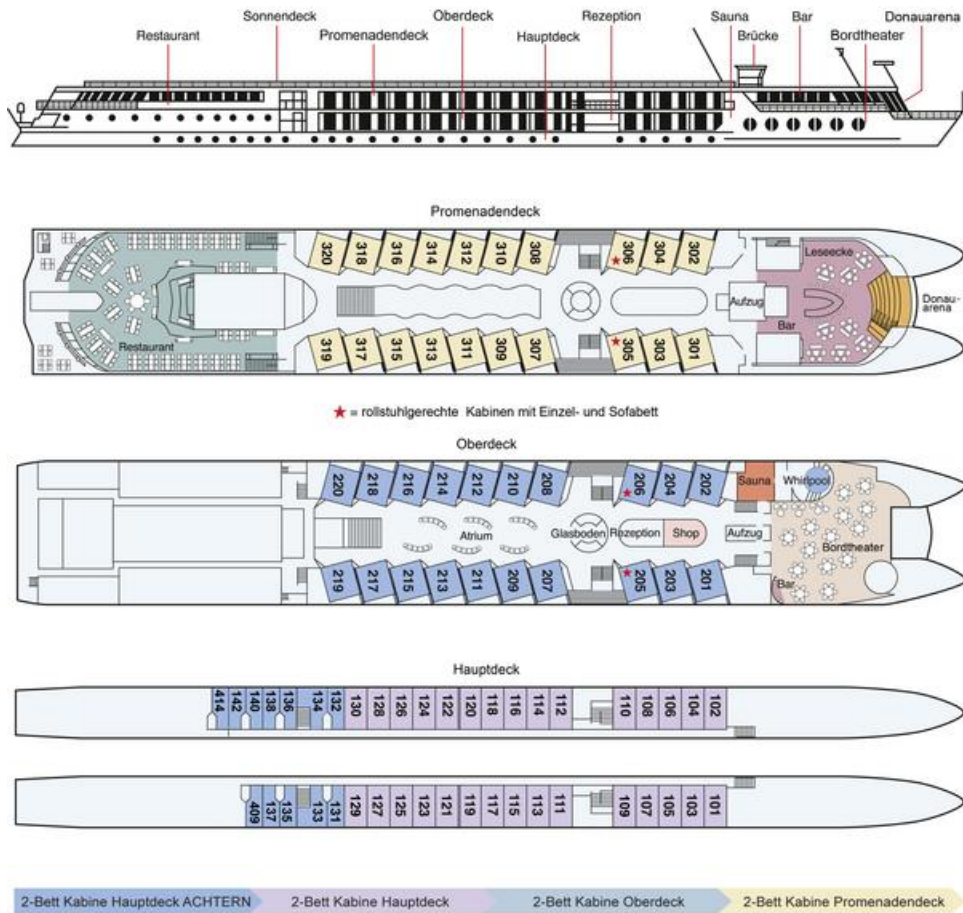 Sonnendeck
Oberdeck
Rezeption
Sauna
Bar
Donauarena
Restaurant
Promenadendeck
Hauptdeck
Brücke
Bordtheater
Promenadendeck
320 318 316 314 312 310 308 306 304 302
Leseecke
Aufzug
Donau-
arena
Bar
Restaurant
319 317 315 313 311 309 307 305 303 301
★ = rollstuhlgerechte Kabinen mit Einzel- und Sofabett
Oberdeck
220 218 216 214 212 210 208 206 204 202
Sauna Whirlpool
Atrium Glasboden Rezeption Shop Aufzug Bordtheater
219 217 215 213 211 209 207 205 203 201
Bar
Hauptdeck
414 142 140 138 136 134 132 130 128 126 124 122 120 118 116 114 112 110 108 106 104 102
409 137 135 133 131 129 127 125 123 121 119 117 115 113 111 109 107 105 103 101
2-Bett Kabine Hauptdeck ACHTERN 2-Bett Kabine Hauptdeck 2-Bett Kabine Oberdeck 2-Bett Kabine Promenadendeck